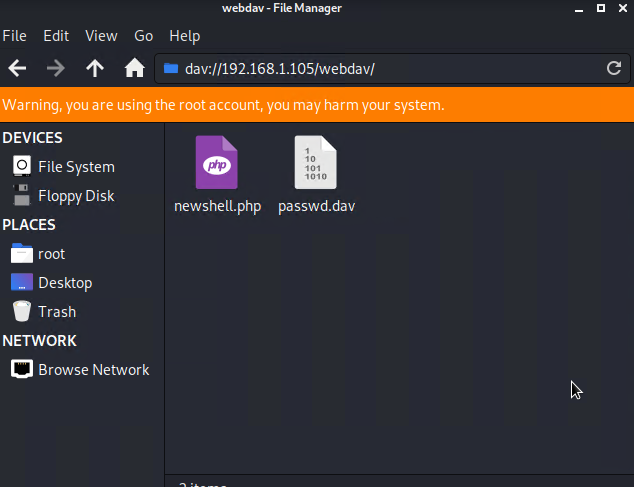 webdav - File Manager
File Edit View Go Help
dav://192.168.1.105/webdav/
Warning, you are using the root account, you may harm your system.
DEVICES
File System
Floppy Disk
PLACES
root
Desktop
Trash
NETWORK
Browse Network
php
1
10
101
1010
newshell.php passwd.dav
2 items